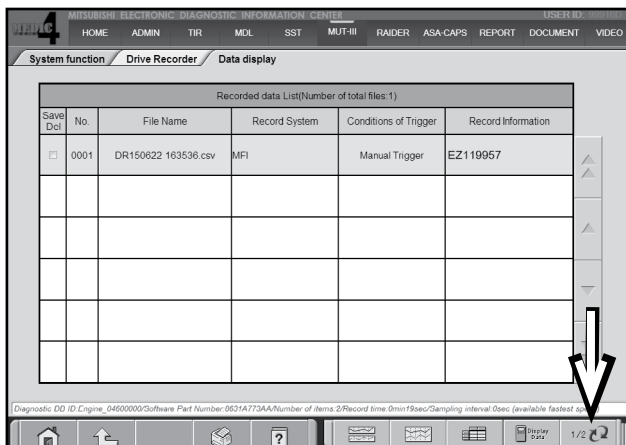 MITSUBISHI ELECTRONIC DIAGNOSTIC INFORMATION CENTER USER ID:
MEDIC 4 HOME ADMIN TIR MDL SST MUT-III RAIDER ASA-CAPS REPORT DOCUMENT VIDEO
System function Drive Recorder Data display
Recorded data List(Number of total files:1)
Save No. File Name Record System Conditions of Trigger Record Information
Dcl
0001 DR150622 163536.csv MFI Manual Trigger EZ119957
Diagnostic DD ID:Engine_04600000/Software Part Number:0631A773AA/Number of items:2/Record time:0min19sec/Sampling interval:0sec (available fastest
? Display 1/2
Data